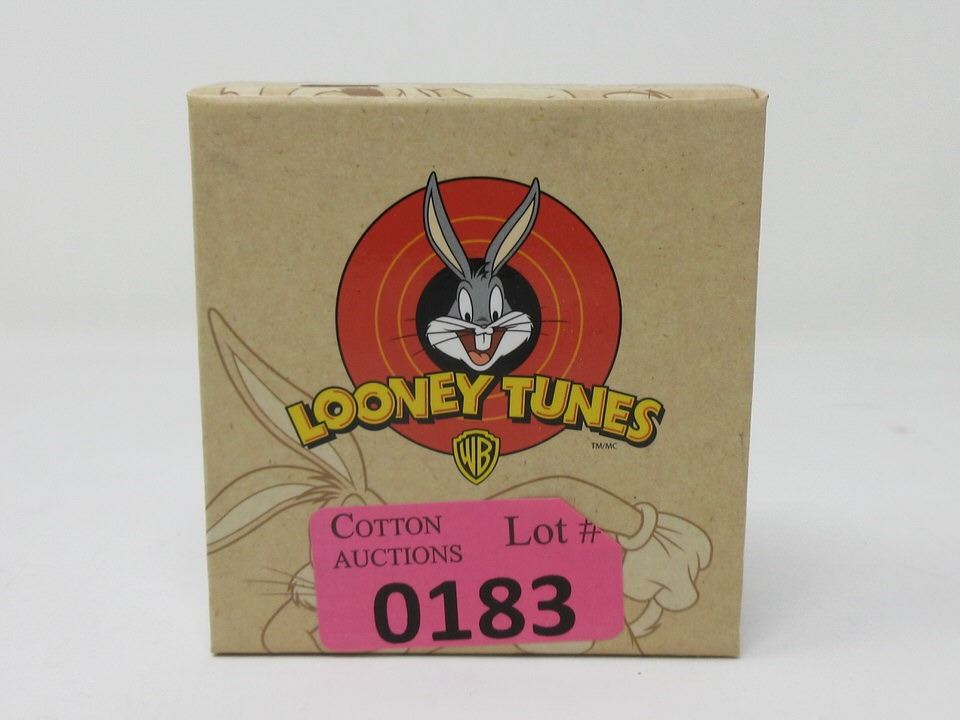 LOONEY TUNES
TM/MC
WB
COTTON
AUCTIONS
Lot #
0183